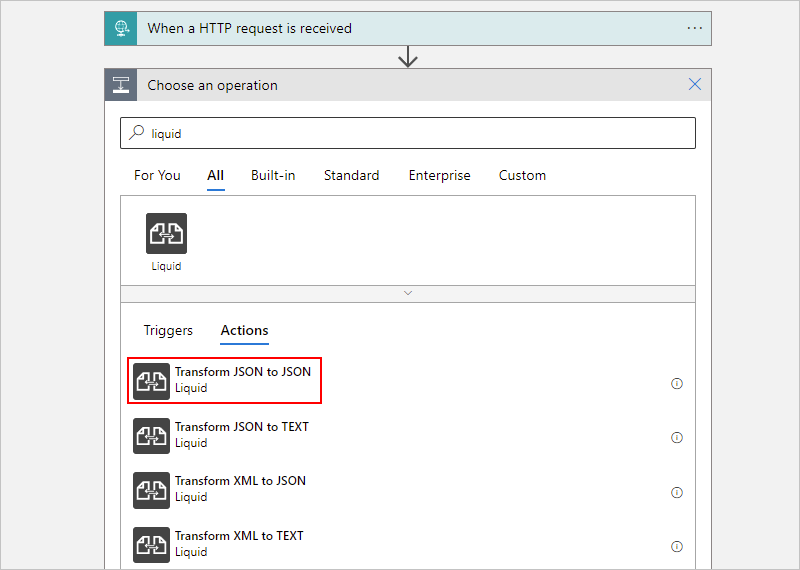 When a HTTP request is received
Choose an operation
liquid
For You All Built-in Standard Enterprise Custom
Liquid
Triggers Actions
Transform JSON to JSON
Liquid
Transform JSON to TEXT
Liquid
Transform XML to JSON
Liquid
Transform XML to TEXT
Liquid